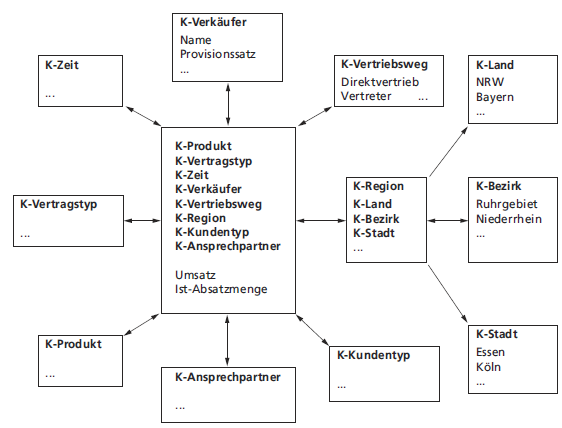 K-Verkäufer
Name
Provisionssatz
...
K-Zeit
...
K-Vertriebsweg
Direktvertrieb
Vertreter ...
K-Land
NRW
Bayern
...
K-Produkt
K-Vertragstyp
K-Zeit
K-Verkäufer
K-Vertriebsweg
K-Region
K-Kundentyp
K-Ansprechpartner
Umsatz
Ist-Absatzmenge
K-Vertragstyp
...
K-Region
K-Land
K-Bezirk
K-Stadt
...
K-Bezirk
Ruhrgebiet
Niederrhein
...
K-Produkt
...
K-Ansprechpartner
...
K-Kundentyp
...
K-Stadt
Essen
Köln
...